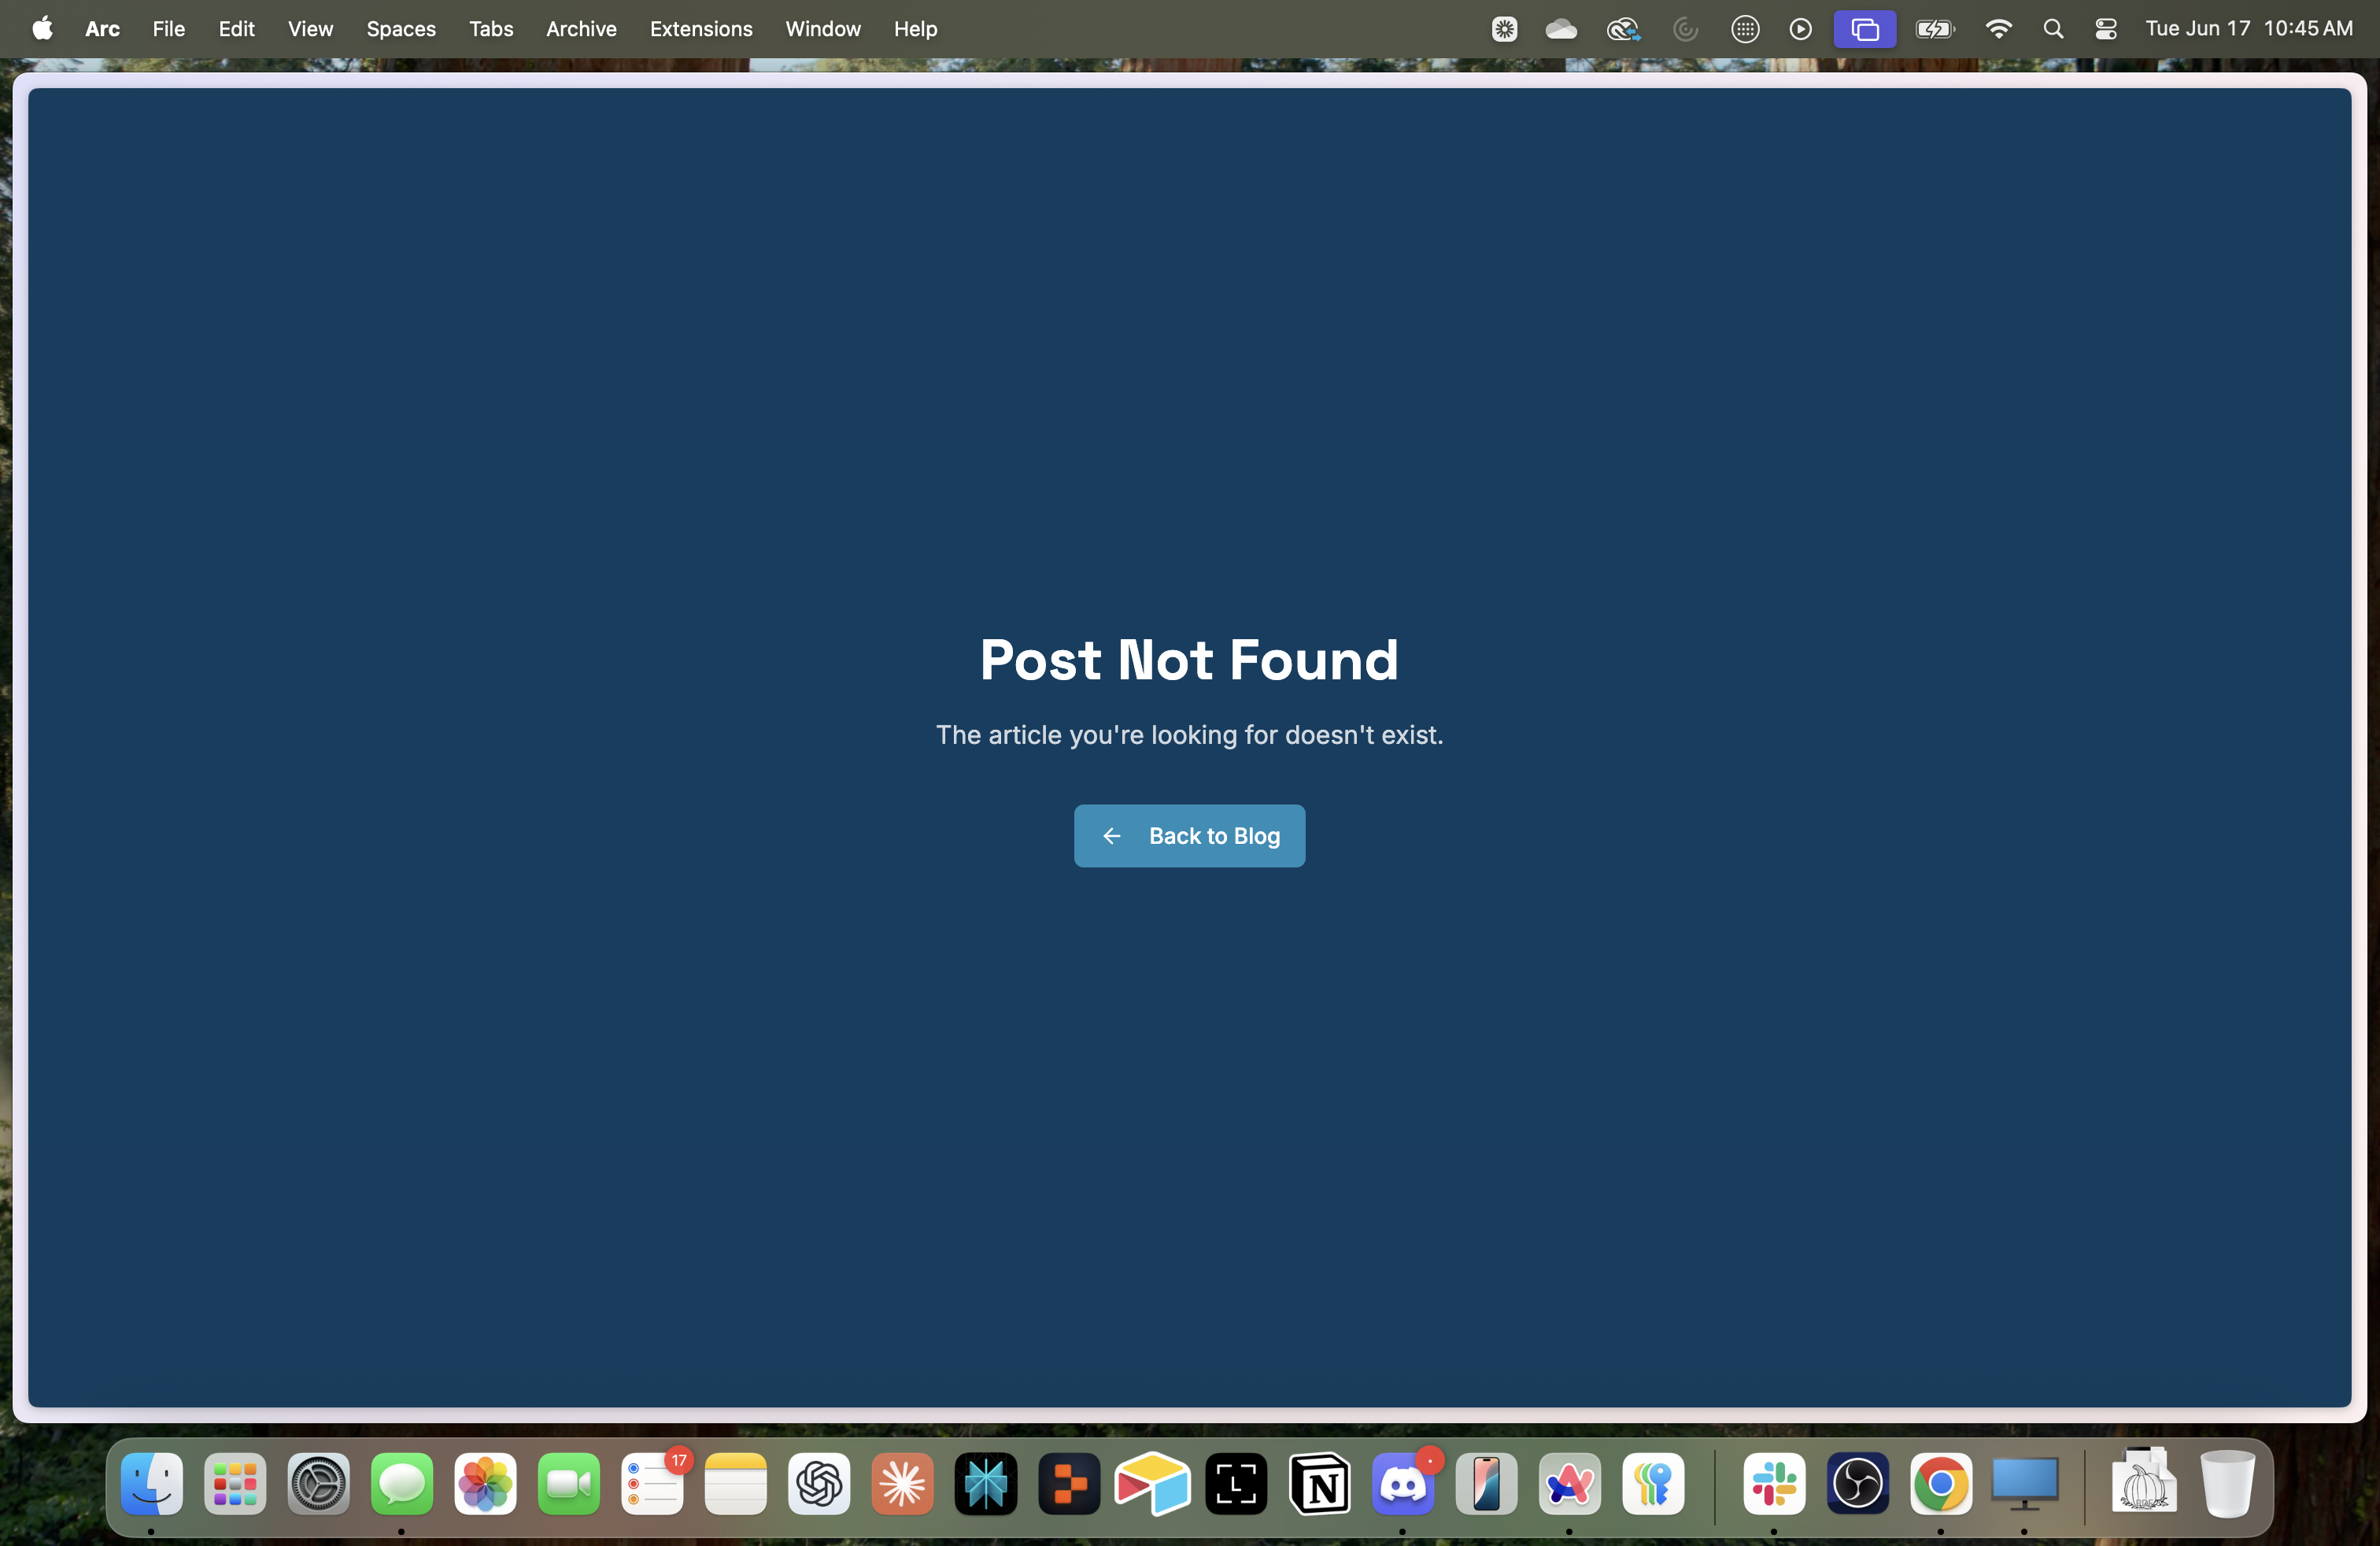 Arc File Edit View Spaces Tabs Archive Extensions Window Help Tue Jun 17 10:45 AM
Post Not Found
The article you're looking for doesn't exist.
← Back to Blog
17
L
N